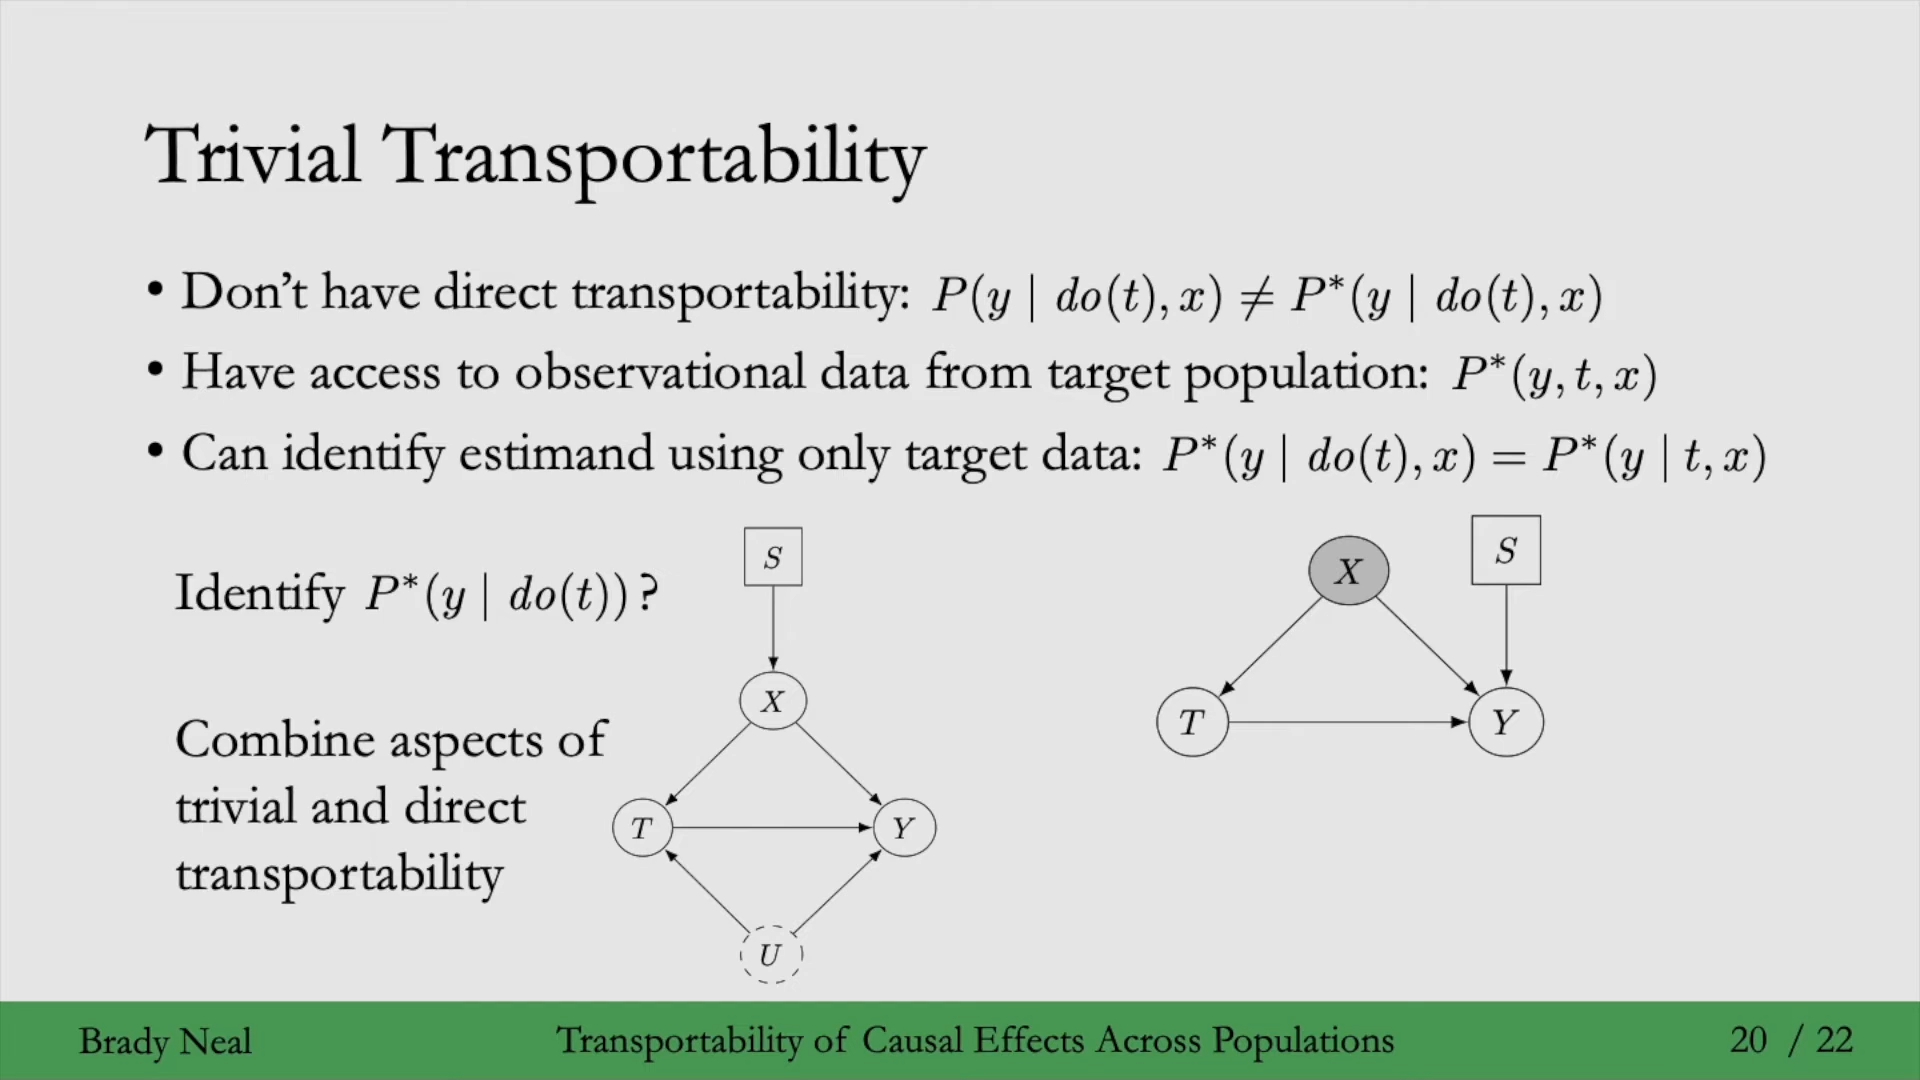 Trivial Transportability
• Don’t have direct transportability: P(y | do(t), x) ≠ P*(y | do(t), x)
• Have access to observational data from target population: P*(y, t, x)
• Can identify estimand using only target data: P*(y | do(t), x) = P*(y | t, x)
Identify P*(y | do(t)) ?
Combine aspects of
trivial and direct
transportability
S
X
T
Y
U
X
S
T
Y
Brady Neal
Transportability of Causal Effects Across Populations
20 / 22